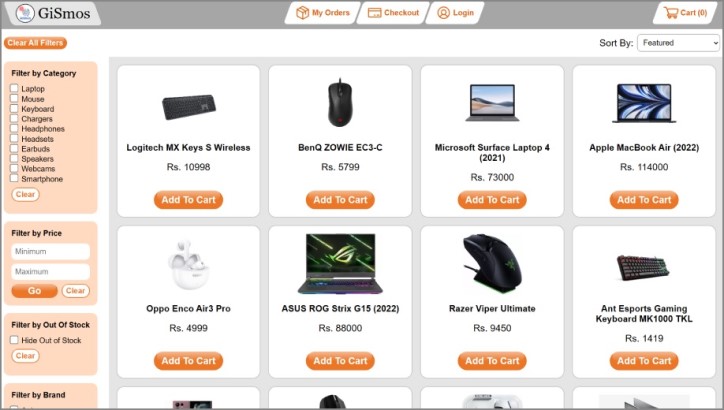 GiSmos
My Orders
Checkout
Login
Cart (0)
Clear All Filters
Sort By:
Featured
Filter by Category
Laptop
Mouse
Keyboard
Chargers
Headphones
Headsets
Earbuds
Speakers
Webcams
Smartphone
Clear
Filter by Price
Minimum
Maximum
Go
Clear
Filter by Out Of Stock
Hide Out of Stock
Clear
Filter by Brand
Logitech MX Keys S Wireless
Rs. 10998
Add To Cart
BenQ ZOWIE EC3-C
Rs. 5799
Add To Cart
Microsoft Surface Laptop 4
(2021)
Rs. 73000
Add To Cart
Apple MacBook Air (2022)
Rs. 114000
Add To Cart
Oppo Enco Air3 Pro
Rs. 4999
Add To Cart
ASUS ROG Strix G15 (2022)
Rs. 88000
Add To Cart
Razer Viper Ultimate
Rs. 9450
Add To Cart
Ant Esports Gaming
Keyboard MK1000 TKL
Rs. 1419
Add To Cart